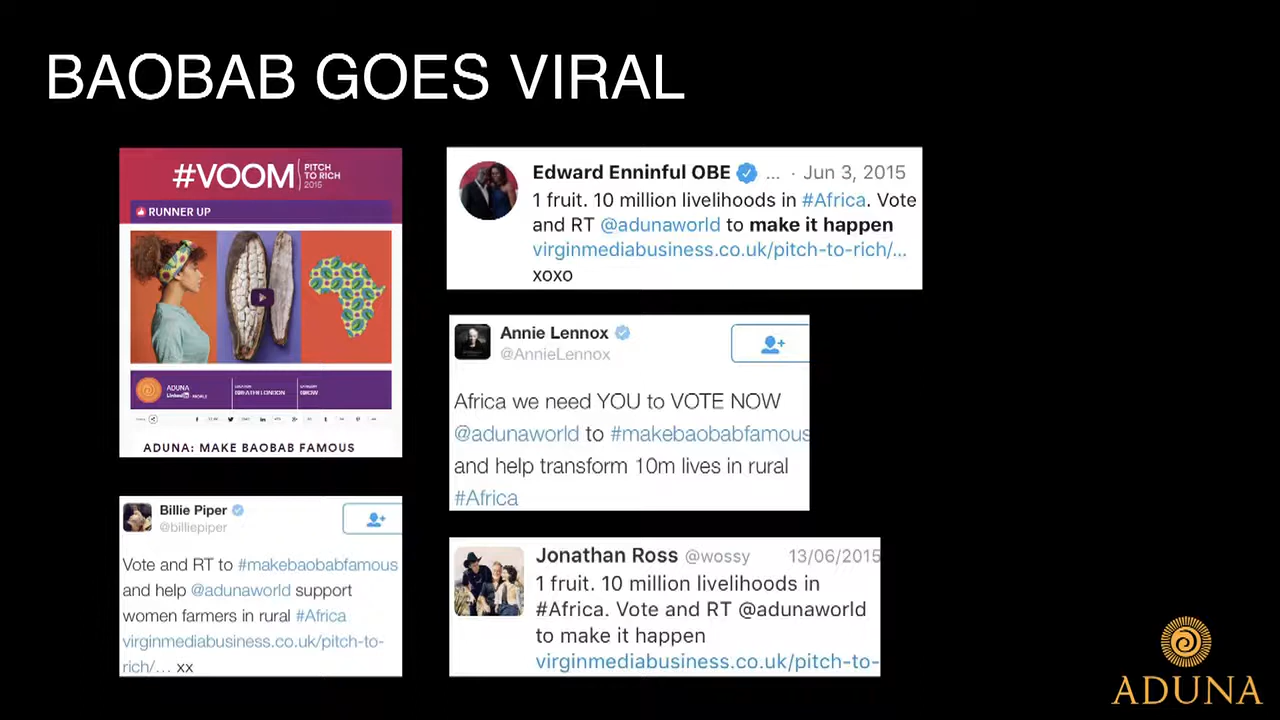 BAOBAB GOES VIRAL
#VOOM
PITCH
TO RICH
2015
RUNNER UP
ADUNA
LinkedIn
ADUNA: MAKE BAOBAB FAMOUS
Billie Piper
@billiepiper
Vote and RT to #makebaobabfamous
and help @adunaworld support
women farmers in rural #Africa
virginmediabusiness.co.uk/pitch-to-
rich/... xx
Edward Enninful OBE ... · Jun 3, 2015
1 fruit. 10 million livelihoods in #Africa. Vote
and RT @adunaworld to make it happen
virginmediabusiness.co.uk/pitch-to-rich/...
xoxo
Annie Lennox
@AnnieLennox
Africa we need YOU to VOTE NOW
@adunaworld to #makebaobabfamous
and help transform 10m lives in rural
#Africa
Jonathan Ross @wossy 13/06/2015
1 fruit. 10 million livelihoods in
#Africa. Vote and RT @adunaworld
to make it happen
virginmediabusiness.co.uk/pitch-to-
ADUNA